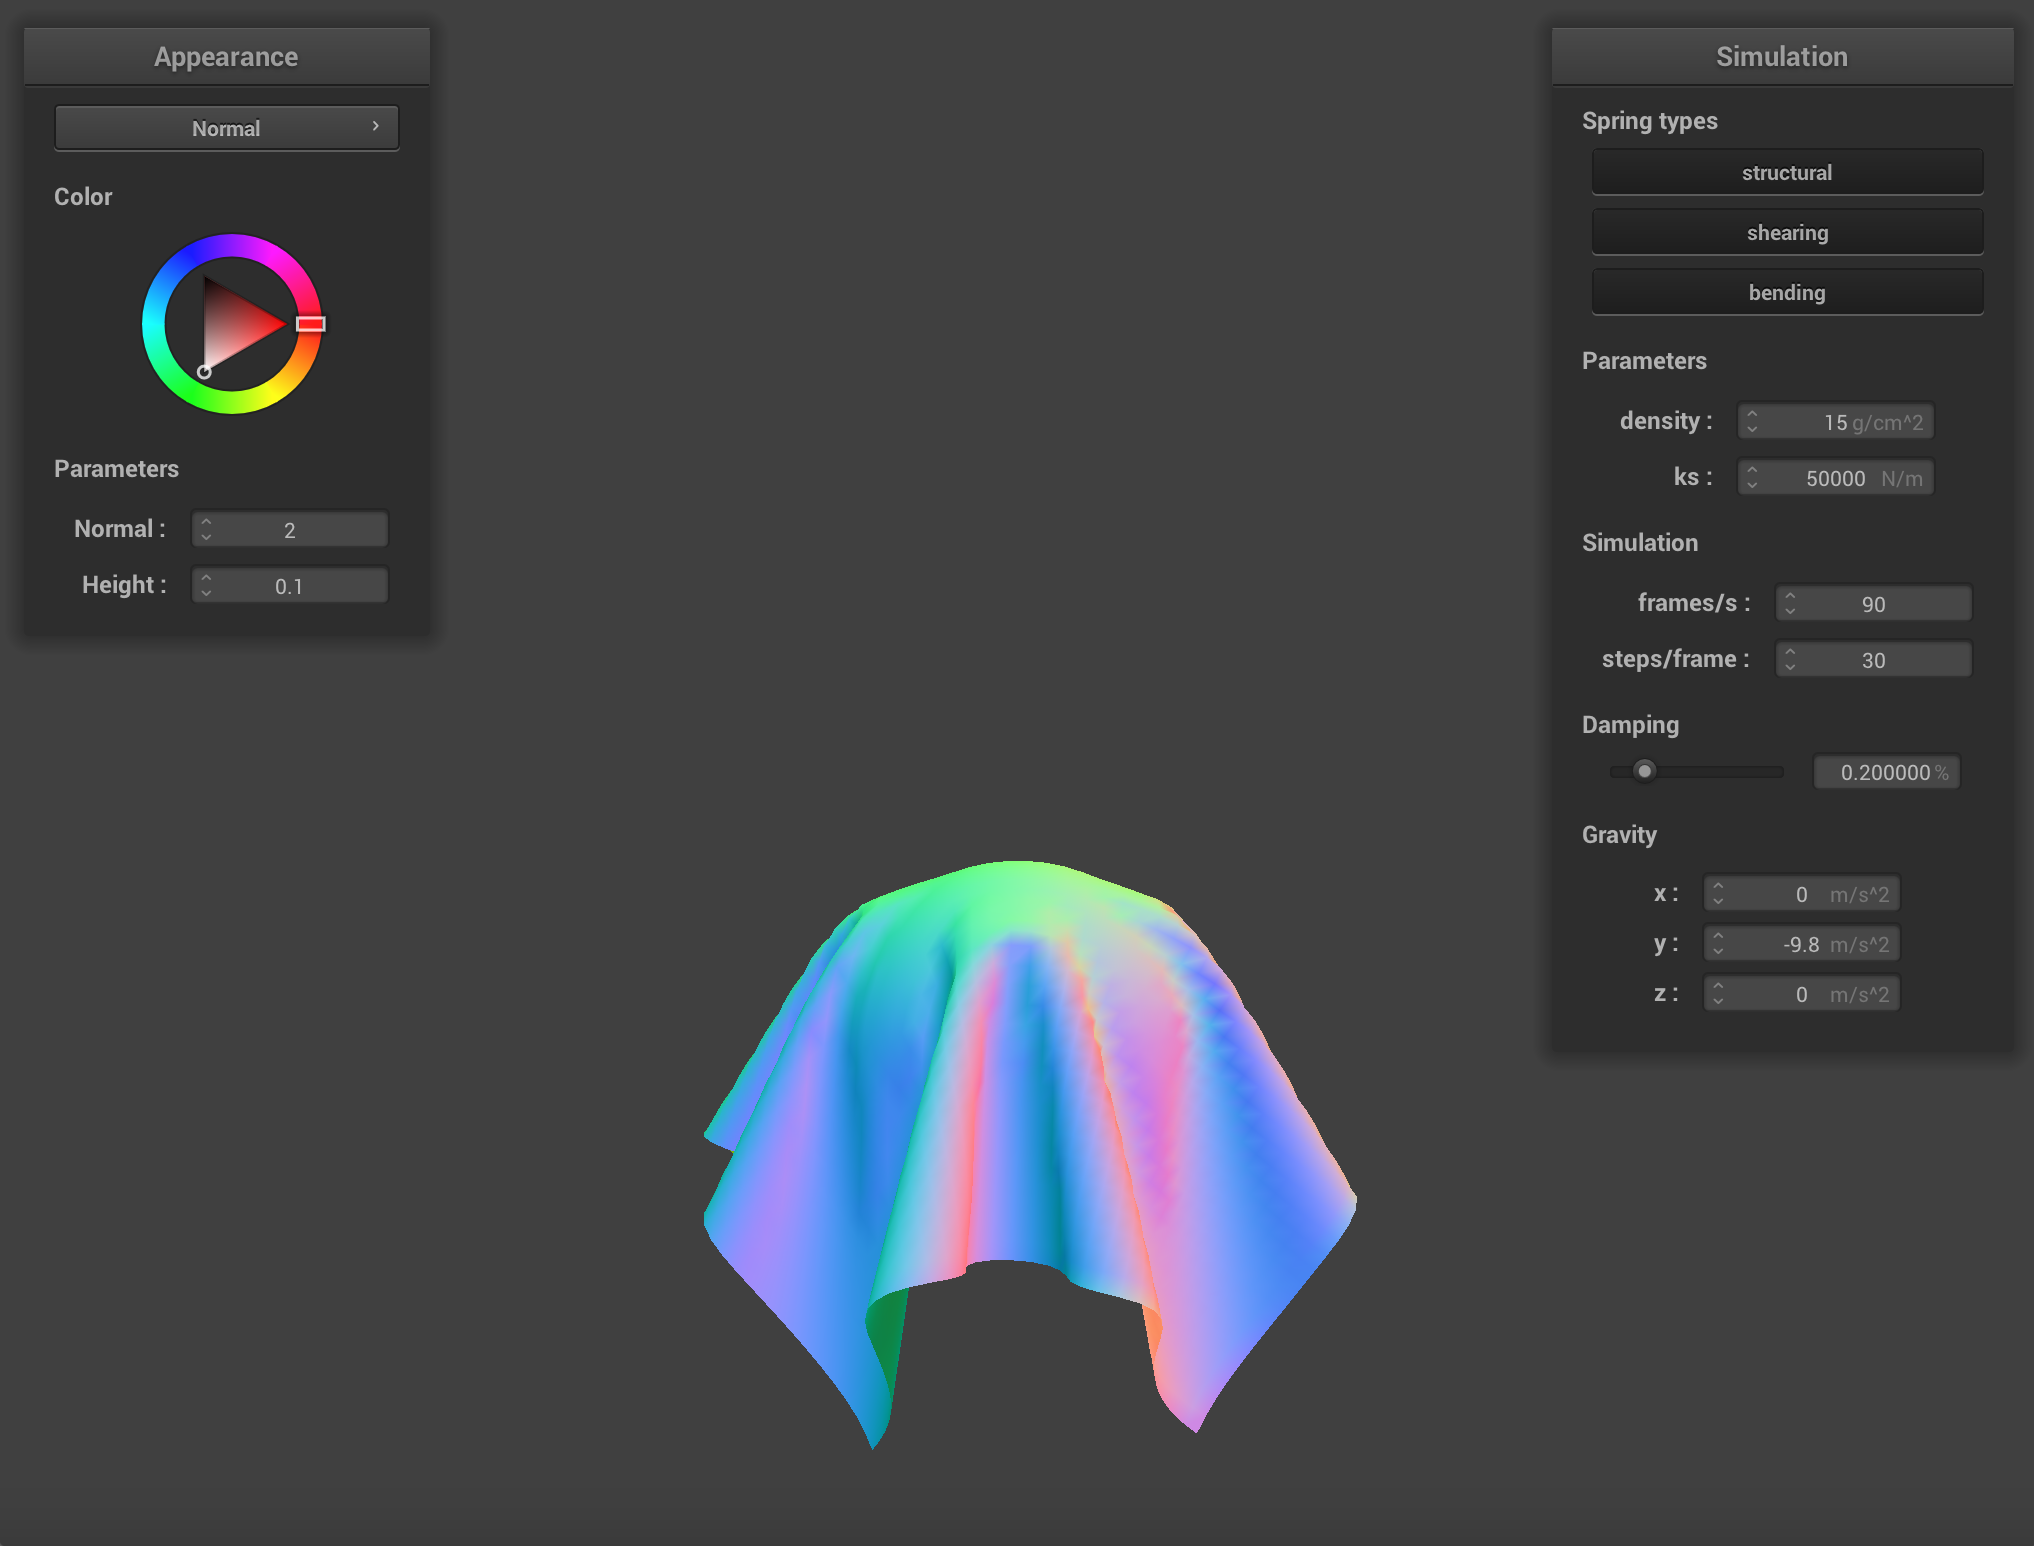 Appearance
Normal
Color
Parameters
Normal : 2
Height : 0.1
Simulation
Spring types
structural
shearing
bending
Parameters
density : 15 g/cm^2
ks : 50000 N/m
Simulation
frames/s : 90
steps/frame : 30
Damping
0.200000 %
Gravity
x : 0 m/s^2
y : -9.8 m/s^2
z : 0 m/s^2